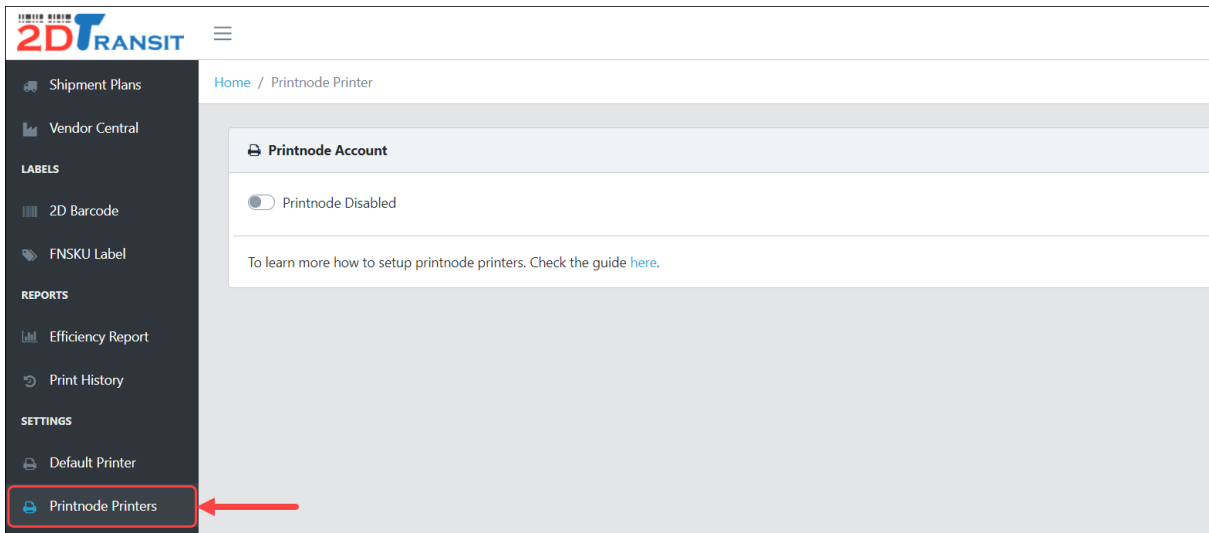 2DTRANSIT
Shipment Plans
Vendor Central
LABELS
2D Barcode
FNSKU Label
REPORTS
Efficiency Report
Print History
SETTINGS
Default Printer
Printnode Printers
Home / Printnode Printer
Printnode Account
Printnode Disabled
To learn more how to setup printnode printers. Check the guide here.